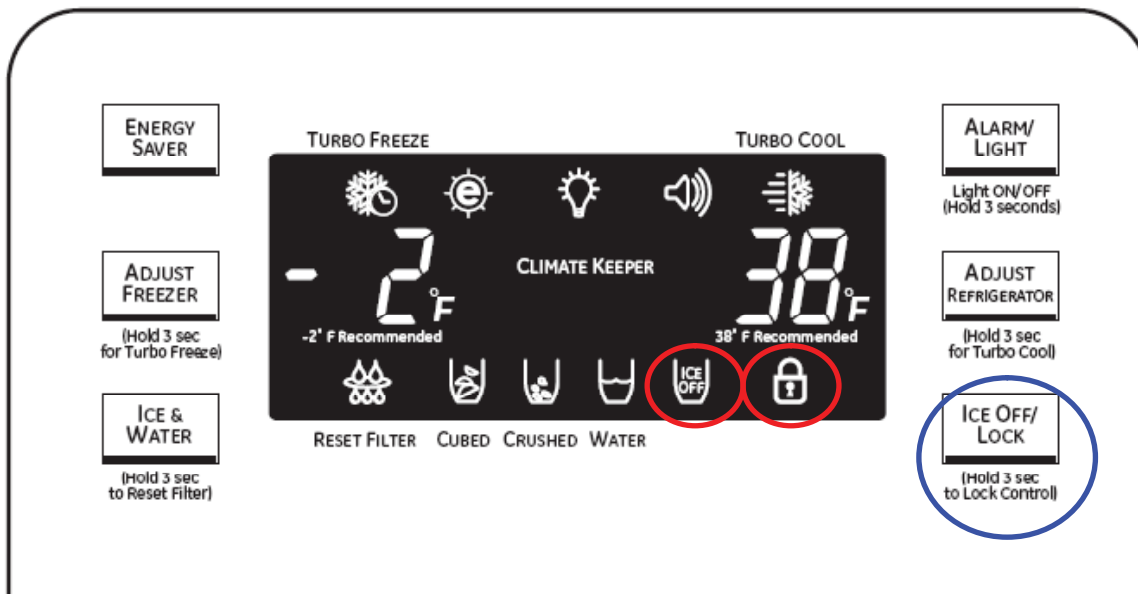 ENERGY
SAVER
TURBO FREEZE
TURBO COOL
ALARM/
LIGHT
Light ON/OFF
(Hold 3 seconds)
e
ADJUST
FREEZER
(Hold 3 sec
for Turbo Freeze)
-2°F
-2° F Recommended
CLIMATE KEEPER
38°F
38° F Recommended
ADJUST
REFRIGERATOR
(Hold 3 sec
for Turbo Cool)
ICE &
WATER
(Hold 3 sec
to Reset Filter)
RESET FILTER
CUBED
CRUSHED
WATER
ICE
OFF
ICE OFF/
LOCK
(Hold 3 sec
to Lock Control)